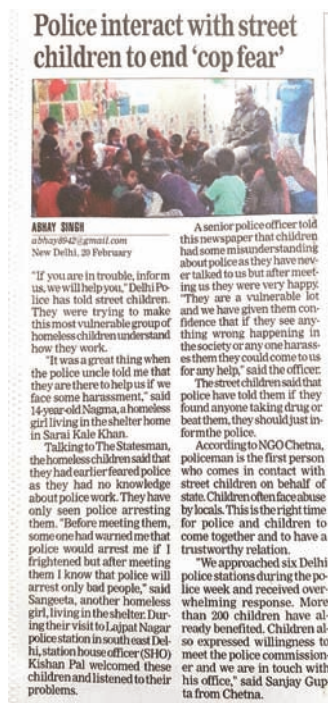 Police interact with street
children to end 'cop fear'
ABHAY SINGH
abhay8942@gmail.com
New Delhi, 29 February
"If you are in trouble, inform
us, we will help you," Delhi Po-
lice has told street children.
They were trying to make
this most vulnerable group of
homeless children understand
how they work.
"It was a great thing when
the police uncle told me that
they are there to help us if we
face some harassment," said
14-year-old Nagma, a homeless
girl living in the shelter home
in Sarai Kale Khan.
Talking to The Statesman,
the homeless children said that
they had earlier feared police
as they had no knowledge
about police work. They have
only seen police arresting
them. "Before meeting them,
some one had warned me that
police would arrest me if I
frightened but after meeting
them I know that police will
arrest only bad people," said
Sangeeta, another homeless
girl, living in the shelter. Dur-
ing their visit to Lajpat Nagar
police station in south east Del-
hi, station house officer (SHO)
Kishan Pal welcomed these
children and listened to their
problems.
A senior police officer told
this newspaper that children
had some misunderstanding
about police as they have nev-
er talked to us but after meet-
ing us they were very happy.
"They are a vulnerable lot
and we have given them con-
fidence that if they see any-
thing wrong happening in
the society or any one harass-
es them they could come to us
for any help," said the officer.
The street children said that
police have told them if they
found anyone taking drug or
beat them, they should just in-
form the police.
According to NGO Chetna,
policeman is the first person
who comes in contact with
street children on behalf of
state. Children often face abuse
by locals. This is the right time
for police and children to
come together and to have a
trustworthy relation.
"We approached six Delhi
police stations during the po-
lice week and received over-
whelming response. More
than 200 children have al-
ready benefited. Children al-
so expressed willingness to
meet the police commission-
er and we are in touch with
his office," said Sanjay Gup
ta from Chetna.